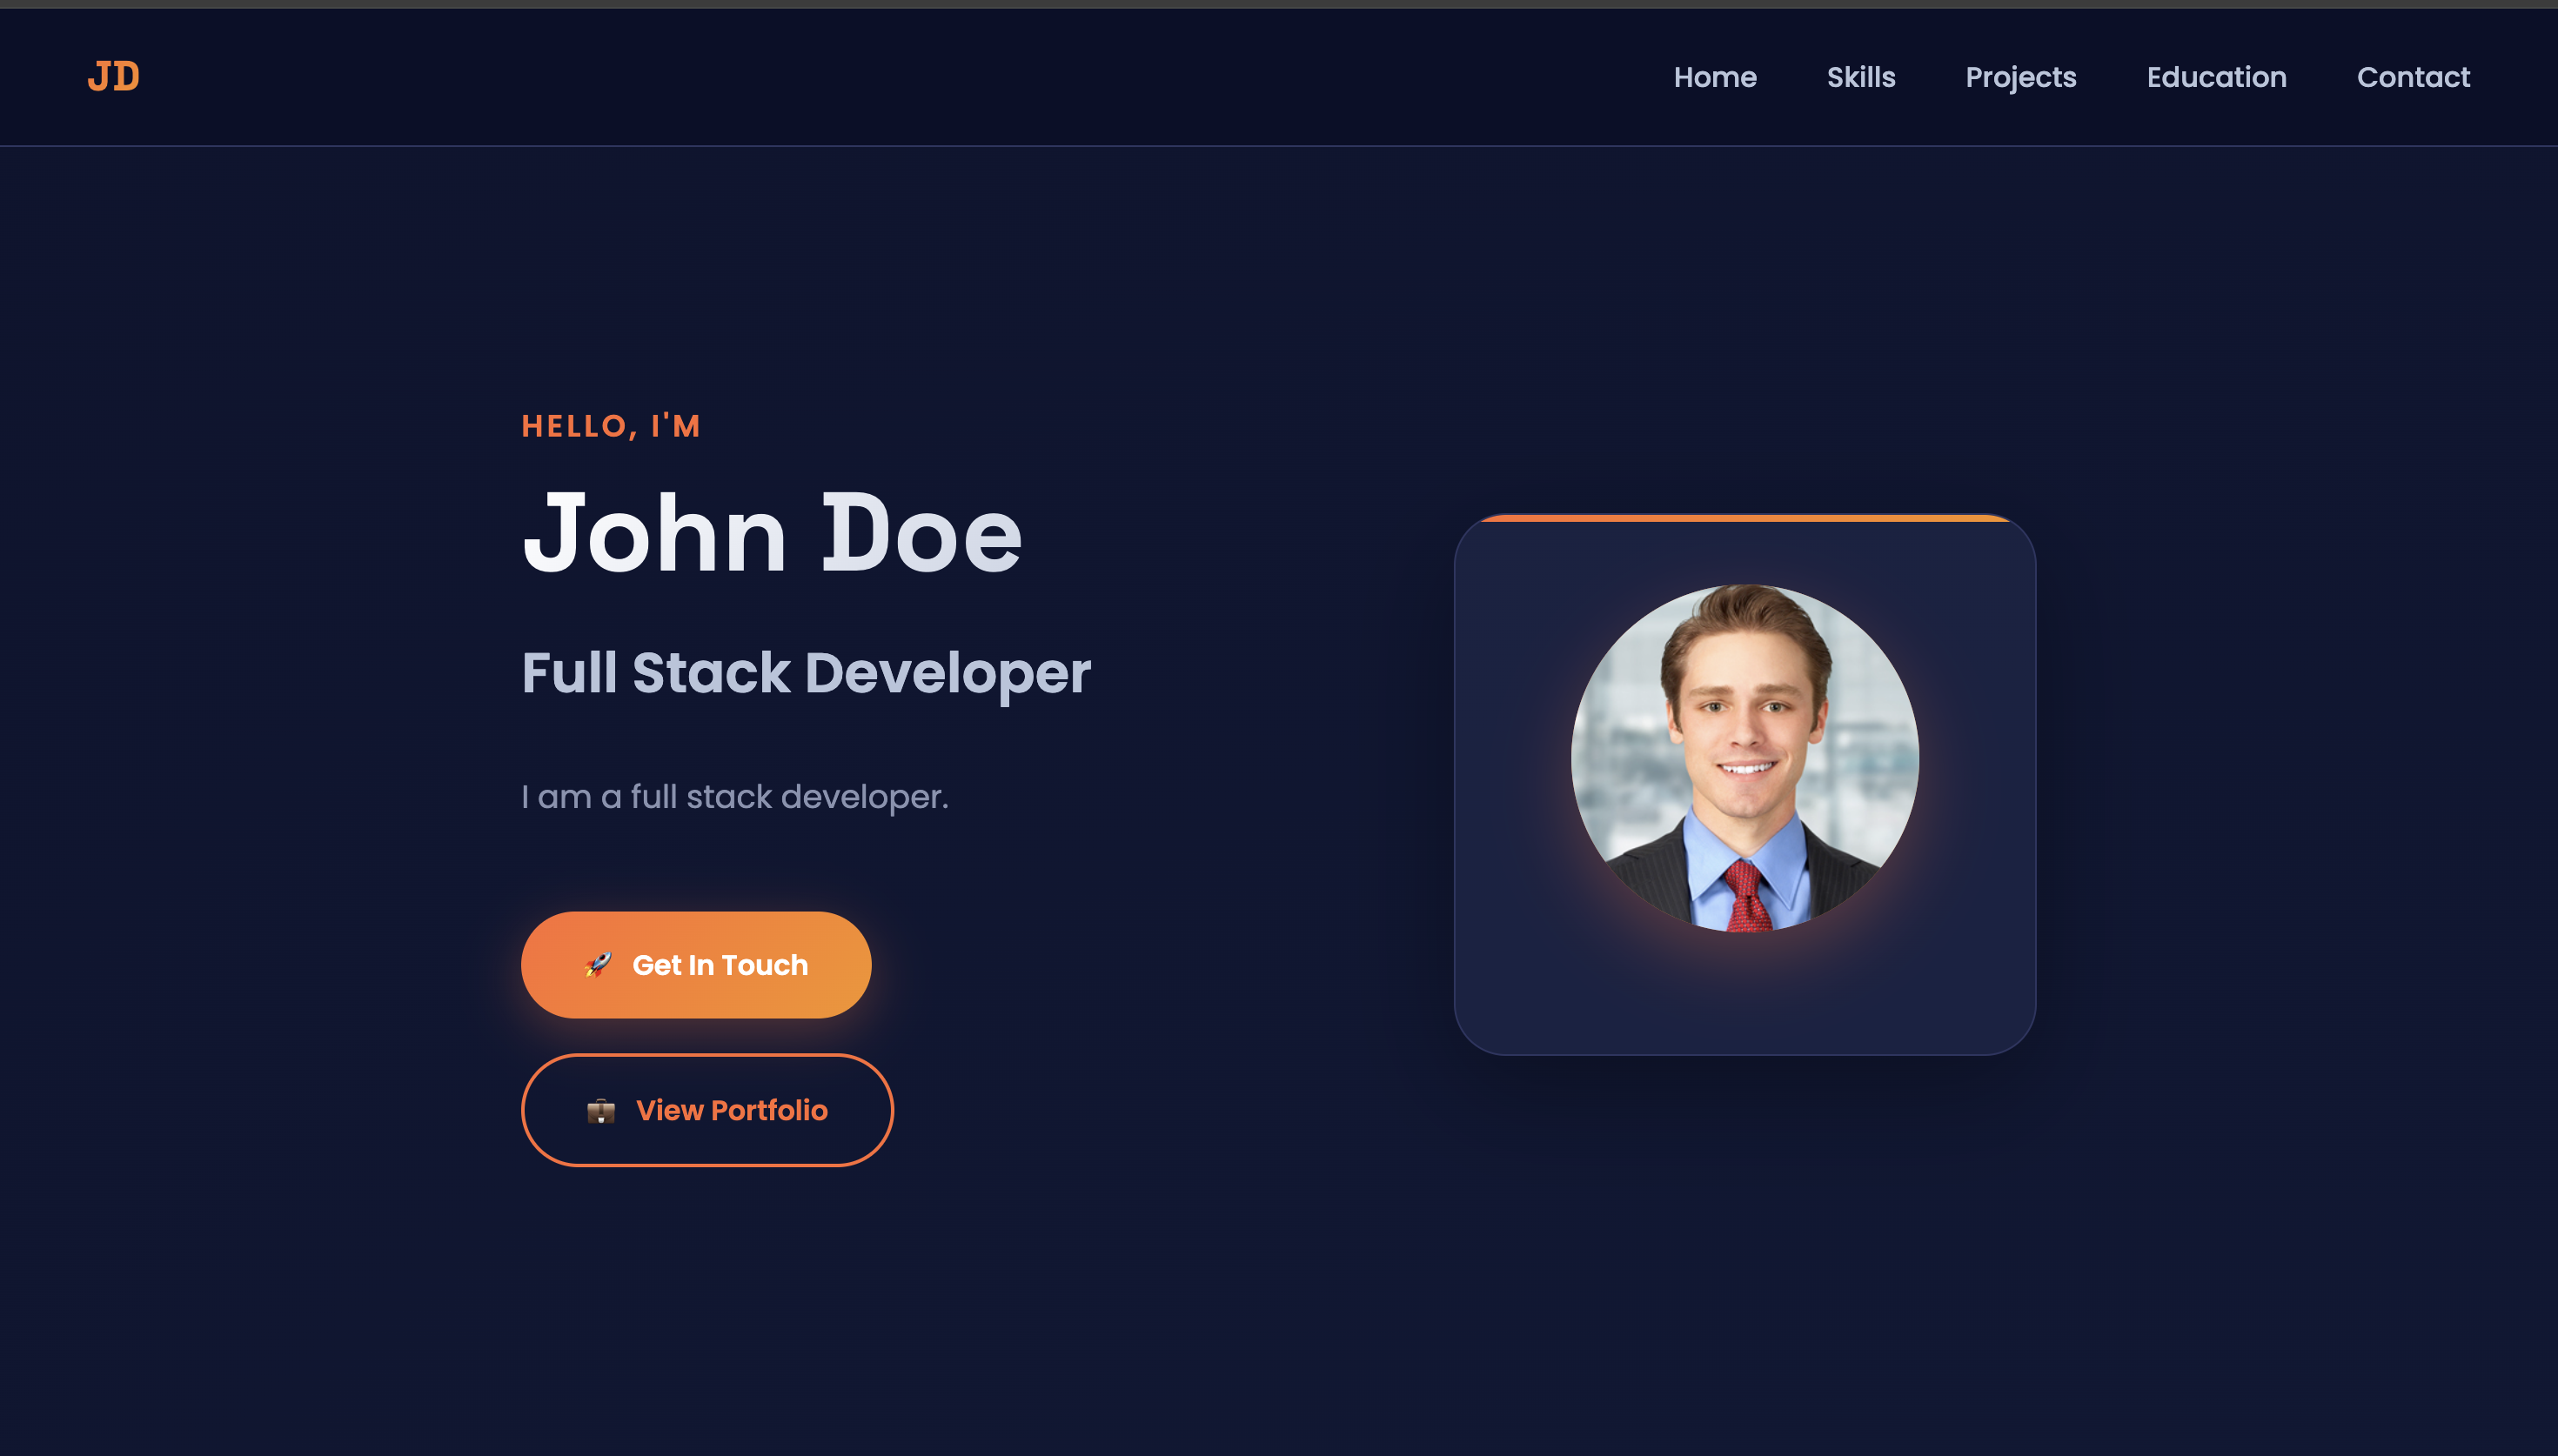 JD
Home
Skills
Projects
Education
Contact
HELLO, I'M
John Doe
Full Stack Developer
I am a full stack developer.
🚀 Get In Touch
💼 View Portfolio